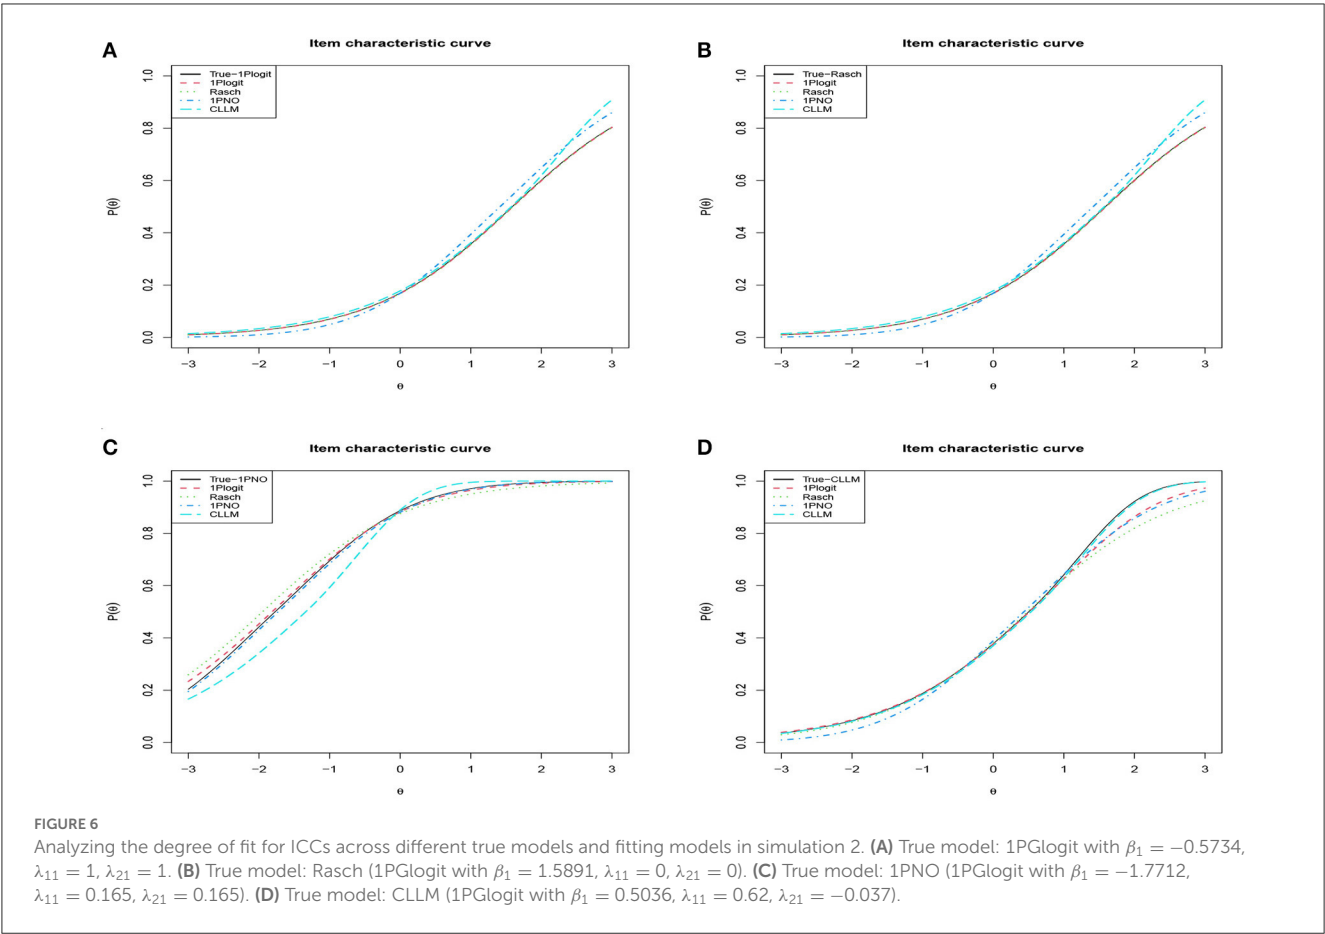 A
Item characteristic curve
True−1Plogit
1Plogit
Rasch
1PNO
CLLM
P(θ)
0.0
0.2
0.4
0.6
0.8
1.0
−3 −2 −1 0 1 2 3
θ
B
Item characteristic curve
True−Rasch
1Plogit
Rasch
1PNO
CLLM
P(θ)
0.0
0.2
0.4
0.6
0.8
1.0
−3 −2 −1 0 1 2 3
θ
C
Item characteristic curve
True−1PNO
1Plogit
Rasch
1PNO
CLLM
P(θ)
0.0
0.2
0.4
0.6
0.8
1.0
−3 −2 −1 0 1 2 3
θ
D
Item characteristic curve
True−CLLM
1Plogit
Rasch
1PNO
CLLM
P(θ)
0.0
0.2
0.4
0.6
0.8
1.0
−3 −2 −1 0 1 2 3
θ
FIGURE 6
Analyzing the degree of fit for ICCs across different true models and fitting models in simulation 2. (A) True model: 1PGlogit with β1 = −0.5734,
λ11 = 1, λ21 = 1. (B) True model: Rasch (1PGlogit with β1 = 1.5891, λ11 = 0, λ21 = 0). (C) True model: 1PNO (1PGlogit with β1 = −1.7712,
λ11 = 0.165, λ21 = 0.165). (D) True model: CLLM (1PGlogit with β1 = 0.5036, λ11 = 0.62, λ21 = −0.037).